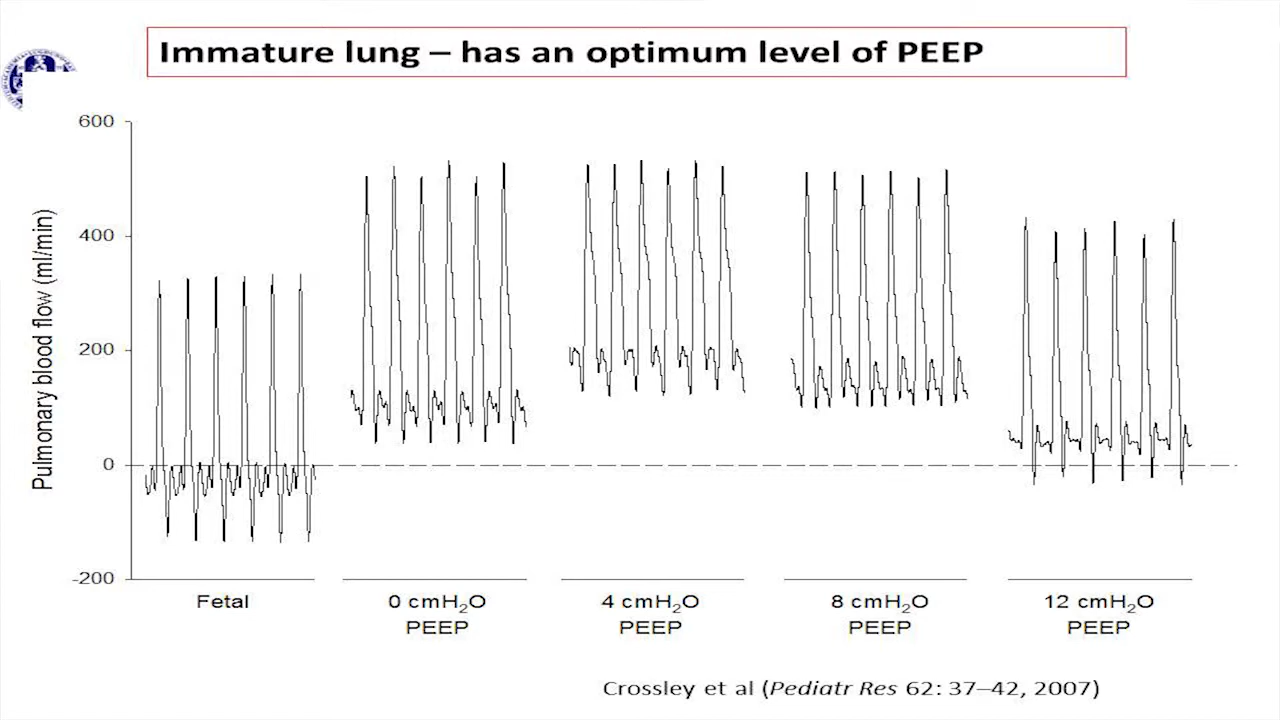 Immature lung – has an optimum level of PEEP
600
400
200
0
-200
Pulmonary blood flow (ml/min)
Fetal
0 cmH₂O
PEEP
4 cmH₂O
PEEP
8 cmH₂O
PEEP
12 cmH₂O
PEEP
Crossley et al (Pediatr Res 62: 37–42, 2007)